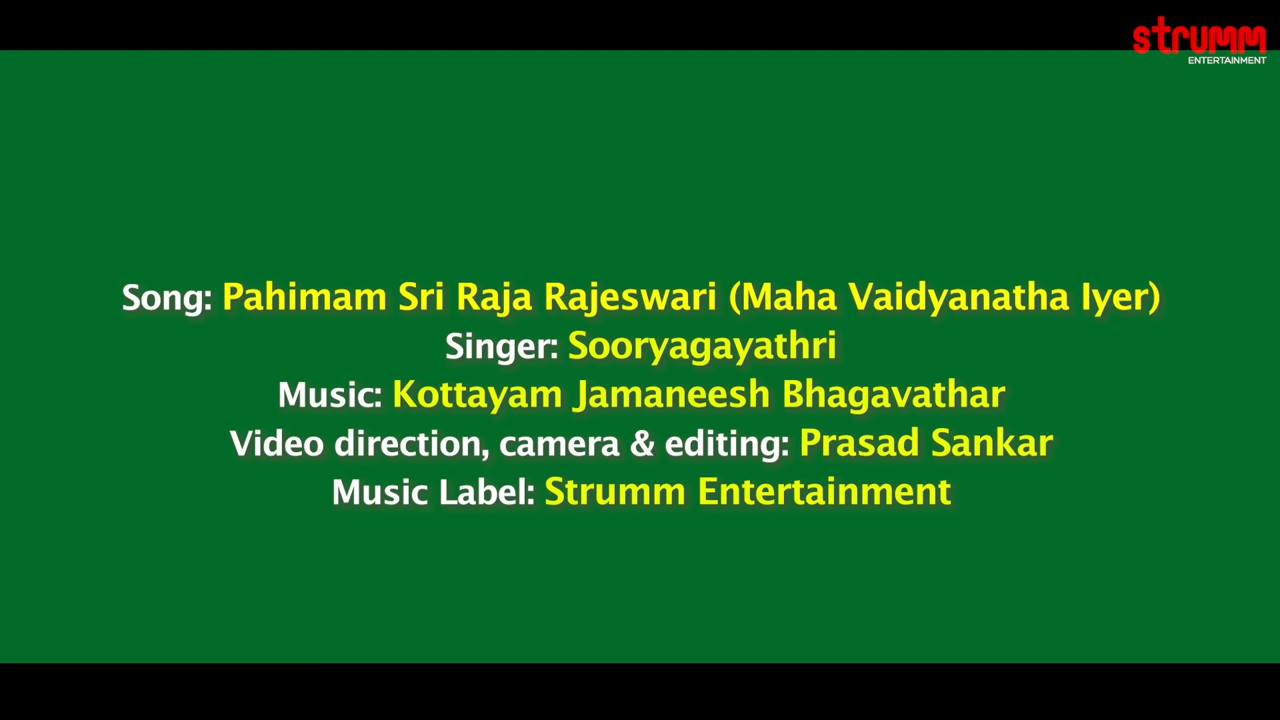 strumm
ENTERTAINMENT
Song: Pahimam Sri Raja Rajeswari (Maha Vaidyanatha Iyer)
Singer: Sooryagayathri
Music: Kottayam Jamaneesh Bhagavathar
Video direction, camera & editing: Prasad Sankar
Music Label: Strumm Entertainment